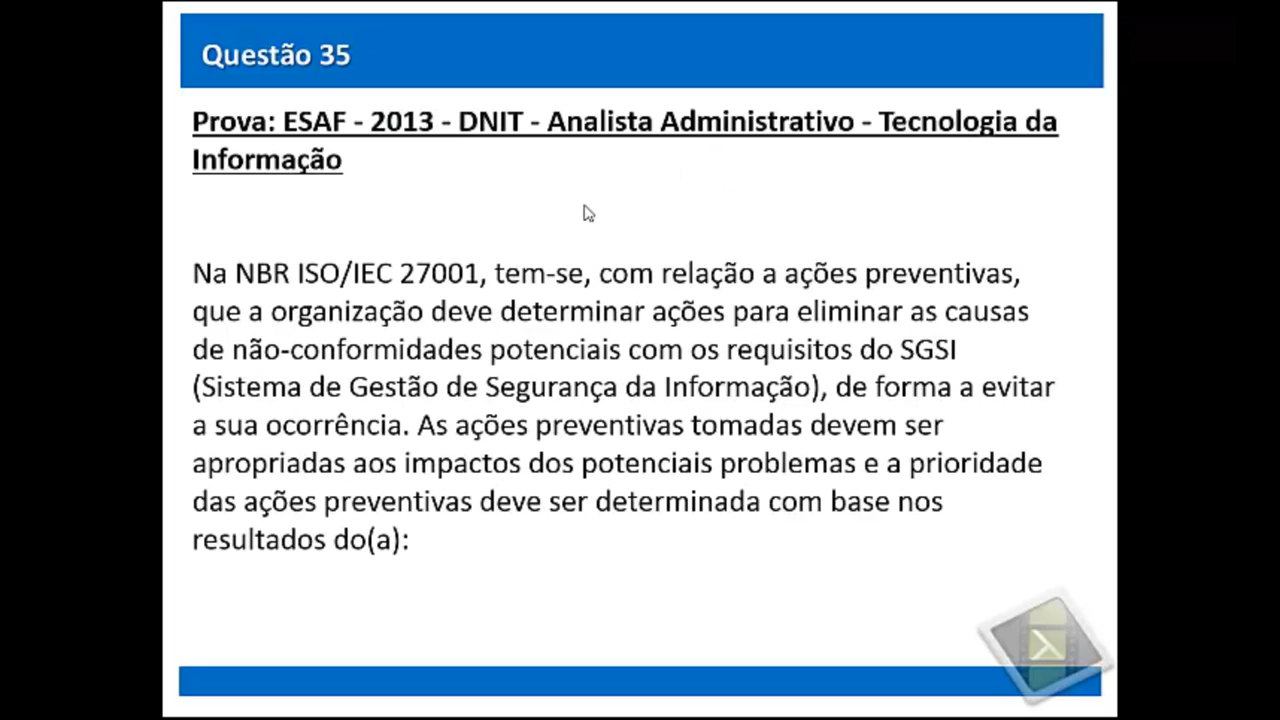 Questão 35
Prova: ESAF - 2013 - DNIT - Analista Administrativo - Tecnologia da
Informação
Na NBR ISO/IEC 27001, tem-se, com relação a ações preventivas,
que a organização deve determinar ações para eliminar as causas
de não-conformidades potenciais com os requisitos do SGSI
(Sistema de Gestão de Segurança da Informação), de forma a evitar
a sua ocorrência. As ações preventivas tomadas devem ser
apropriadas aos impactos dos potenciais problemas e a prioridade
das ações preventivas deve ser determinada com base nos
resultados do(a):